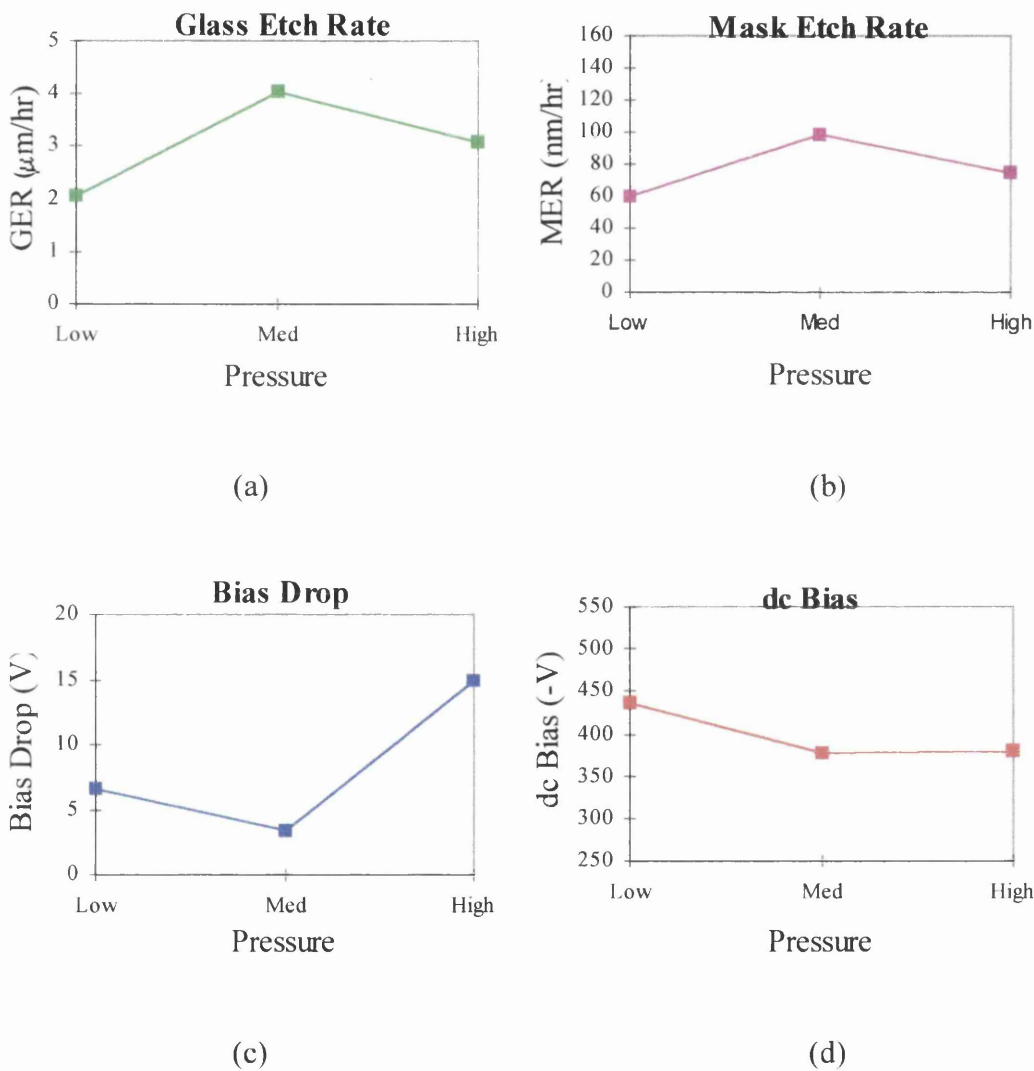 Glass Etch Rate
5
4
3
2
1
0
GER (μm/hr)
Low Med High
Pressure
(a)
Mask Etch Rate
160
140
120
100
80
60
40
20
0
MER (nm/hr)
Low Med High
Pressure
(b)
Bias Drop
20
15
10
5
0
Bias Drop (V)
Low Med High
Pressure
(c)
dc Bias
550
500
450
400
350
300
250
dc Bias (-V)
Low Med High
Pressure
(d)